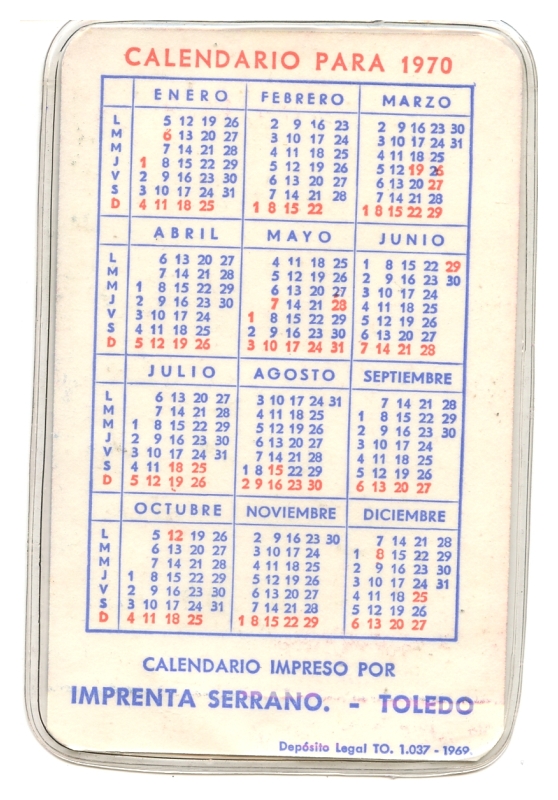 CALENDARIO PARA 1970
ENERO FEBRERO MARZO
L 5 12 19 26 2 9 16 23 2 9 16 23 30
M 6 13 20 27 3 10 17 24 3 10 17 24 31
M 7 14 21 28 4 11 18 25 4 11 18 25
J 1 8 15 22 29 5 12 19 26 5 12 19 26
V 2 9 16 23 30 6 13 20 27 6 13 20 27
S 3 10 17 24 31 7 14 21 28 7 14 21 28
D 4 11 18 25 1 8 15 22 1 8 15 22 29
ABRIL MAYO JUNIO
L 6 13 20 27 4 11 18 25 1 8 15 22 29
M 7 14 21 28 5 12 19 26 2 9 16 23 30
M 1 8 15 22 29 6 13 20 27 3 10 17 24
J 2 9 16 23 30 7 14 21 28 4 11 18 25
V 3 10 17 24 1 8 15 22 29 5 12 19 26
S 4 11 18 25 2 9 16 23 30 6 13 20 27
D 5 12 19 26 3 10 17 24 31 7 14 21 28
JULIO AGOSTO SEPTIEMBRE
L 6 13 20 27 3 10 17 24 31 7 14 21 28
M 7 14 21 28 4 11 18 25 1 8 15 22 29
M 1 8 15 22 29 5 12 19 26 2 9 16 23 30
J 2 9 16 23 30 6 13 20 27 3 10 17 24
V 3 10 17 24 31 7 14 21 28 4 11 18 25
S 4 11 18 25 1 8 15 22 29 5 12 19 26
D 5 12 19 26 2 9 16 23 30 6 13 20 27
OCTUBRE NOVIEMBRE DICIEMBRE
L 5 12 19 26 2 9 16 23 30 7 14 21 28
M 6 13 20 27 3 10 17 24 1 8 15 22 29
M 7 14 21 28 4 11 18 25 2 9 16 23 30
J 1 8 15 22 29 5 12 19 26 3 10 17 24 31
V 2 9 16 23 30 6 13 20 27 4 11 18 25
S 3 10 17 24 31 7 14 21 28 5 12 19 26
D 4 11 18 25 1 8 15 22 29 6 13 20 27
CALENDARIO IMPRESO POR
IMPRENTA SERRANO. - TOLEDO
Depósito Legal TO. 1.037 - 1969.